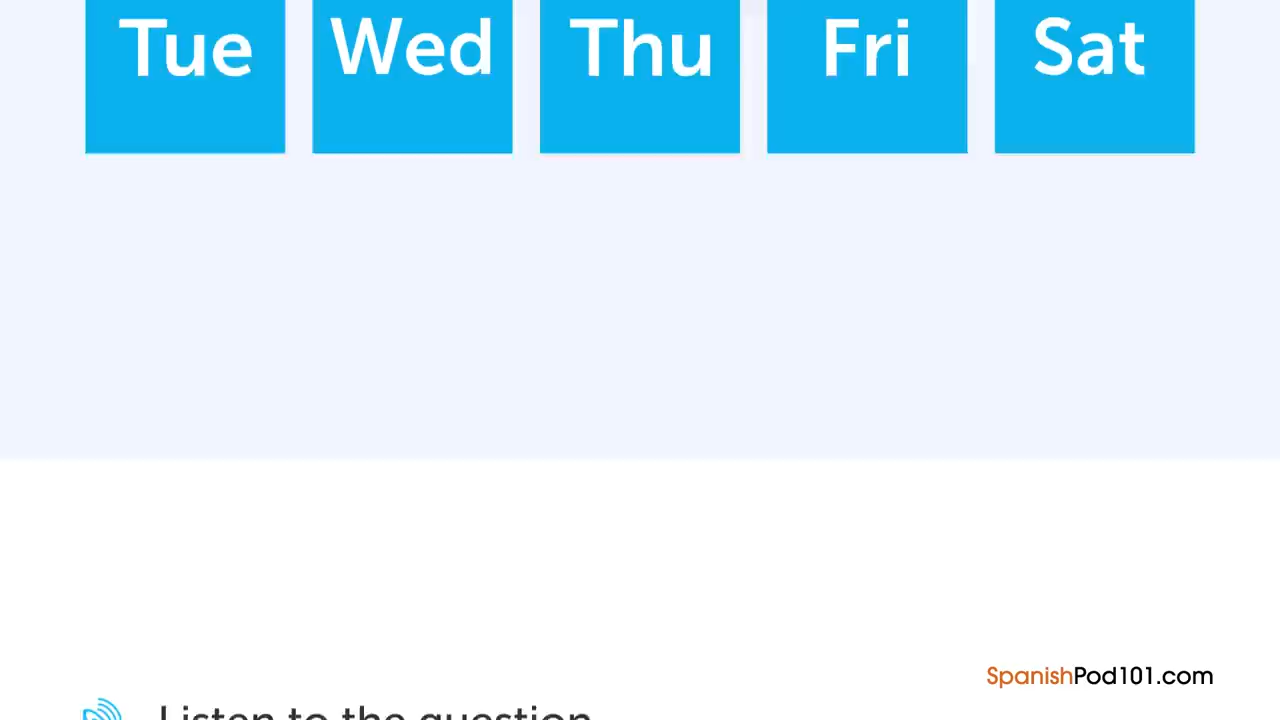 Tue Wed Thu Fri Sat
SpanishPod101.com
Listen to the question